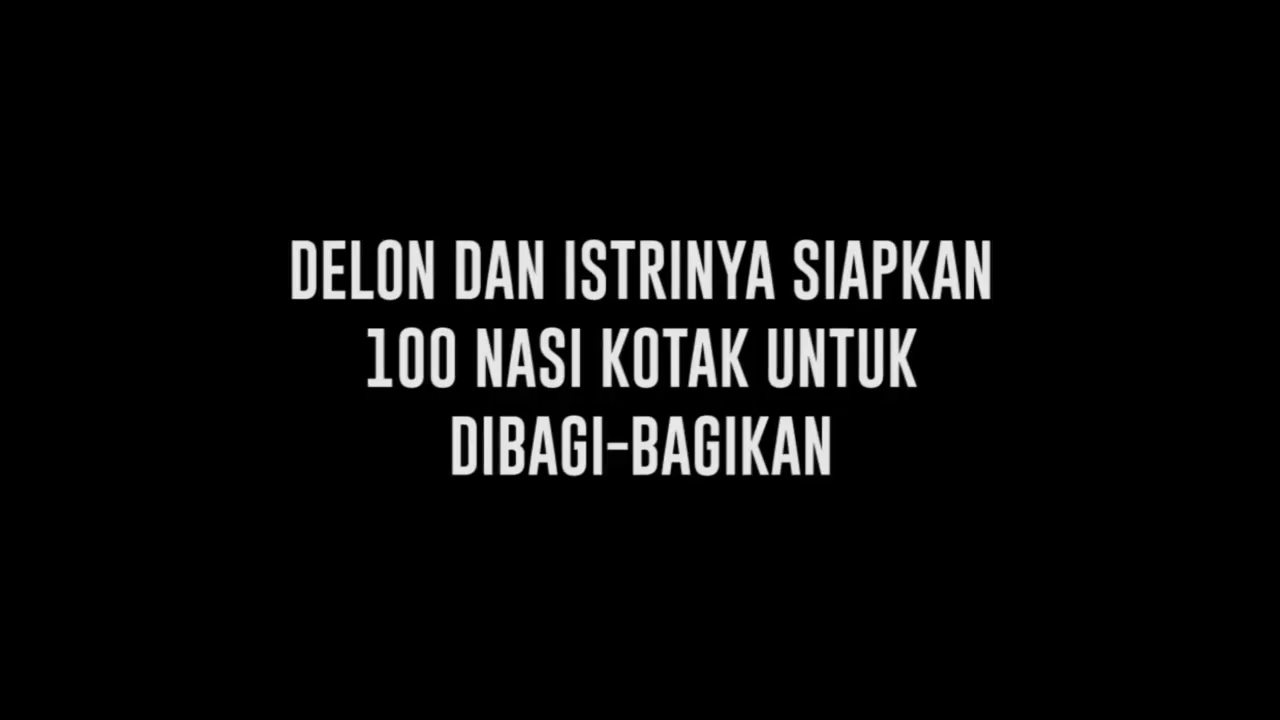 DELON DAN ISTRINYA SIAPKAN
100 NASI KOTAK UNTUK
DIBAGI-BAGIKAN